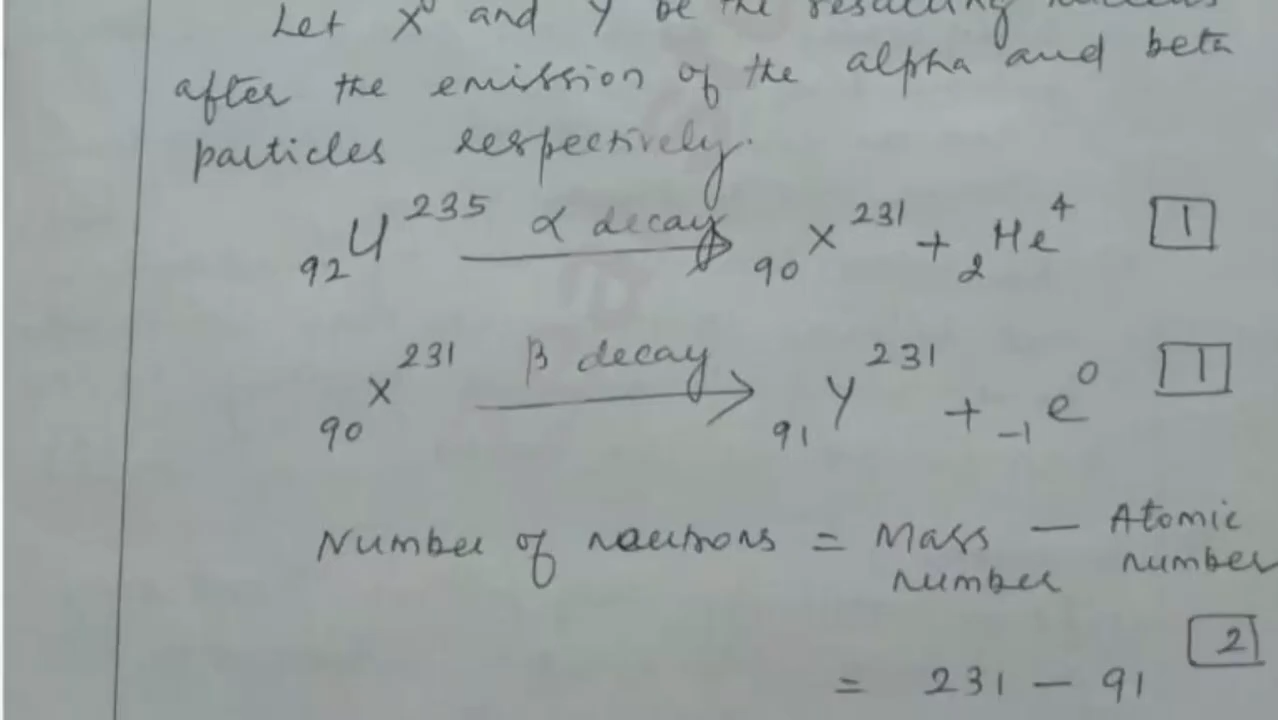 Let X and Y be the resulting nucleus
after the emission of the alpha and beta
particles respectively.
₉₂U²³⁵ α decay → ₉₀X²³¹ + ₂He⁴ 1
₉₀X²³¹ β decay → ₉₁Y²³¹ + ₋₁e⁰ 1
Number of neutrons = Mass number − Atomic number
2
= 231 − 91